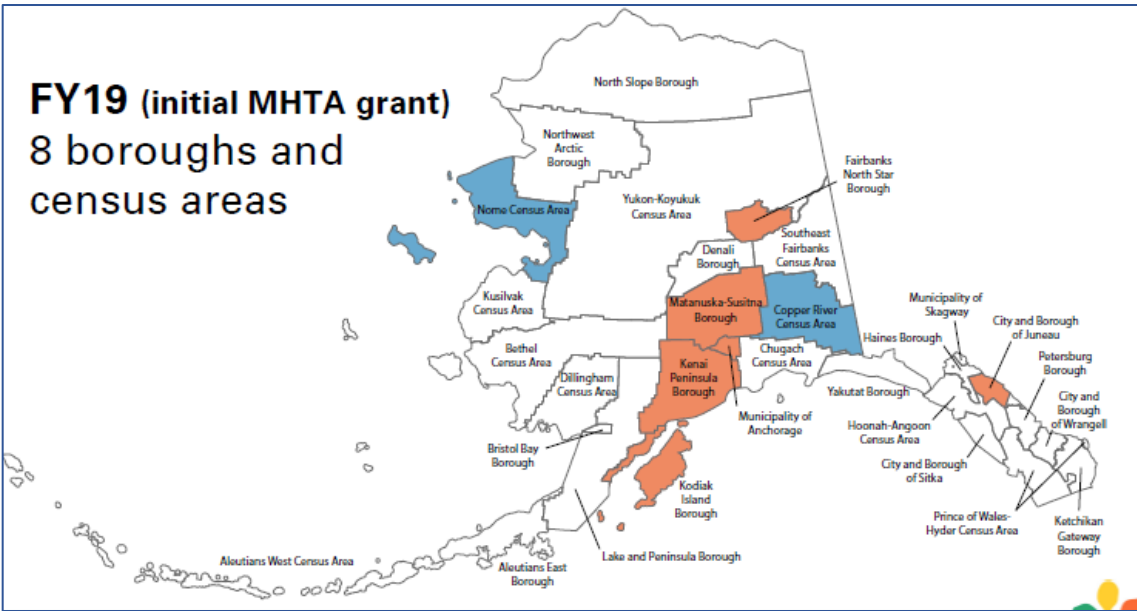 FY19 (initial MHTA grant)
8 boroughs and
census areas
North Slope Borough
Northwest
Arctic
Borough
Fairbanks
North Star
Borough
Nome Census Area
Yukon-Koyukuk
Census Area
Southeast
Fairbanks
Census Area
Denali
Borough
Kusilvak
Census Area
Matanuska-Susitna
Borough
Copper River
Census Area
Municipality of
Skagway
City and Borough
of Juneau
Haines Borough
Petersburg
Borough
Bethel
Census Area
Dillingham
Census Area
Kenai
Peninsula
Borough
Chugach
Census Area
Yakutat Borough
City and
Borough
of Wrangell
Municipality of
Anchorage
Hoonah-Angoon
Census Area
Bristol Bay
Borough
City and Borough
of Sitka
Kodiak
Island
Borough
Prince of Wales-
Hyder Census Area
Ketchikan
Gateway
Borough
Lake and Peninsula Borough
Aleutians West Census Area
Aleutians East
Borough